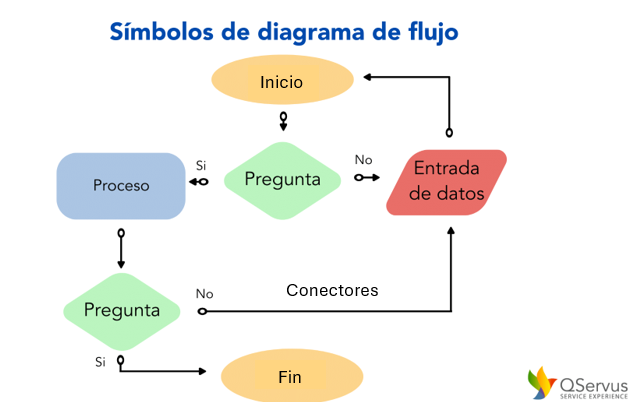 Símbolos de diagrama de flujo
Inicio
Si
Pregunta
No
Entrada
de datos
Proceso
Pregunta
No
Conectores
Si
Fin
QServus
SERVICE EXPERIENCE